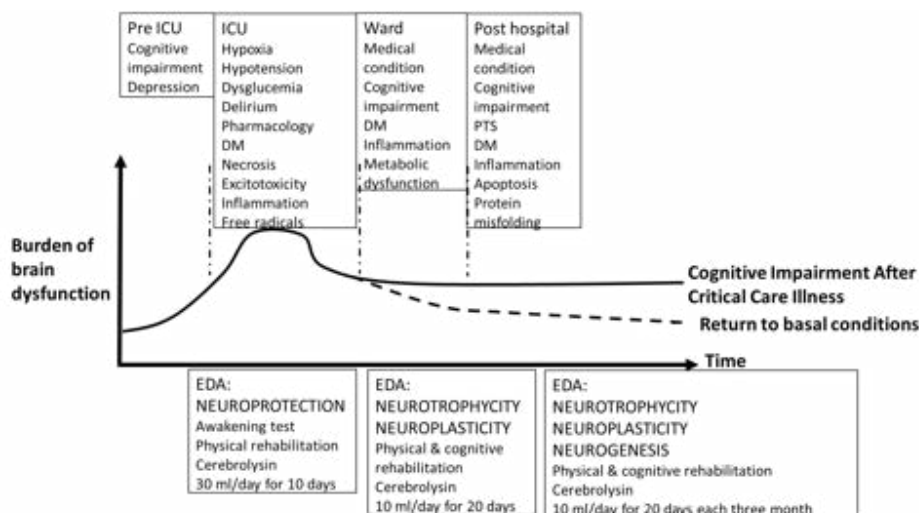 Pre ICU
Cognitive
impairment
Depression
ICU
Hypoxia
Hypotension
Dysglucemia
Delirium
Pharmacology
DM
Necrosis
Excitotoxicity
Inflammation
Free radicals
Ward
Medical
condition
Cognitive
impairment
DM
Inflammation
Metabolic
dysfunction
Post hospital
Medical
condition
Cognitive
impairment
PTS
DM
Inflammation
Apoptosis
Protein
misfolding
Burden of
brain
dysfunction
Cognitive Impairment After
Critical Care Illness
Return to basal conditions
Time
EDA:
NEUROPROTECTION
Awakening test
Physical rehabilitation
Cerebrolysin
30 ml/day for 10 days
EDA:
NEUROTROPHYCITY
NEUROPLASTICITY
Physical & cognitive
rehabilitation
Cerebrolysin
10 ml/day for 20 days
EDA:
NEUROTROPHYCITY
NEUROPLASTICITY
NEUROGENESIS
Physical & cognitive rehabilitation
Cerebrolysin
10 ml/day for 20 days each three month